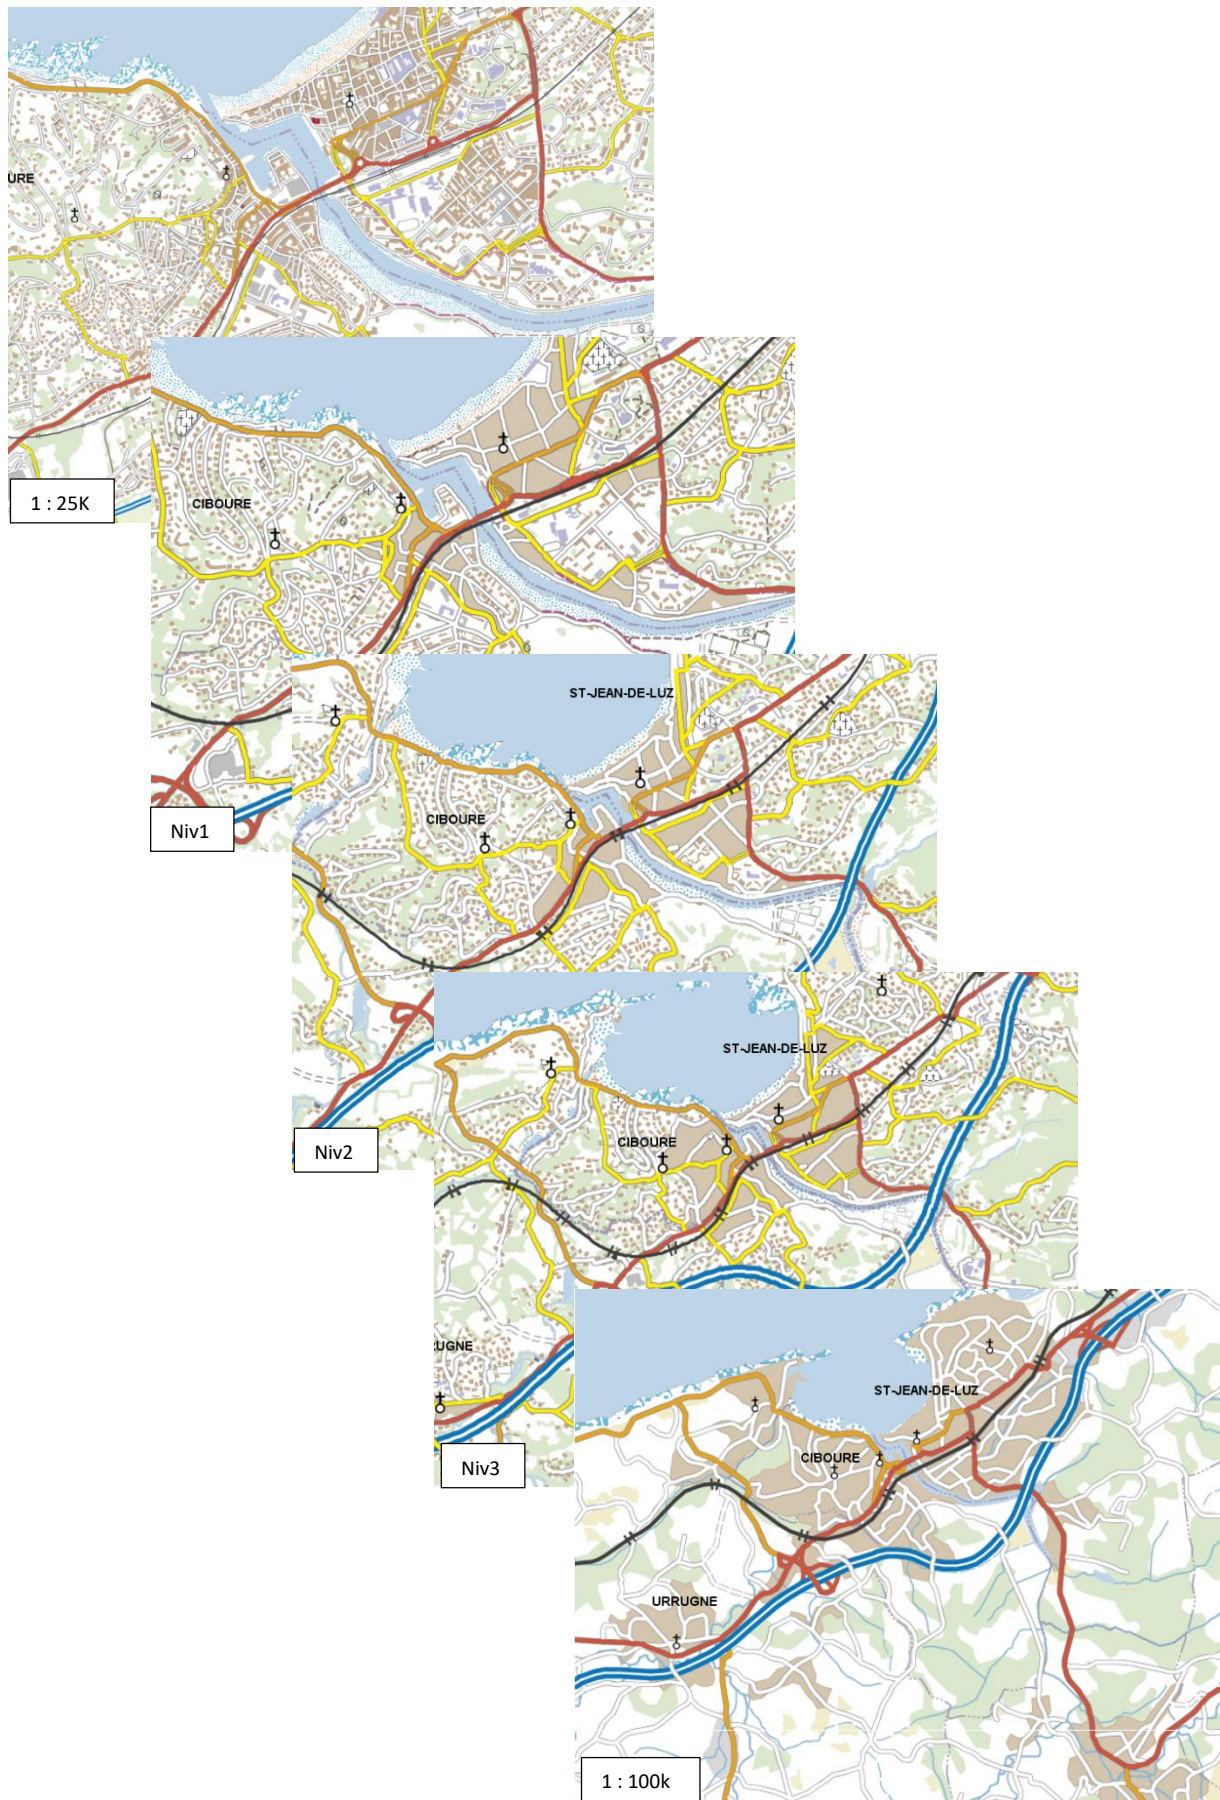 URE
1 : 25K
CIBOURE
Niv1
ST-JEAN-DE-LUZ
CIBOURE
Niv2
ST-JEAN-DE-LUZ
CIBOURE
RUGNE
Niv3
ST-JEAN-DE-LUZ
CIBOURE
URRUGNE
1 : 100k